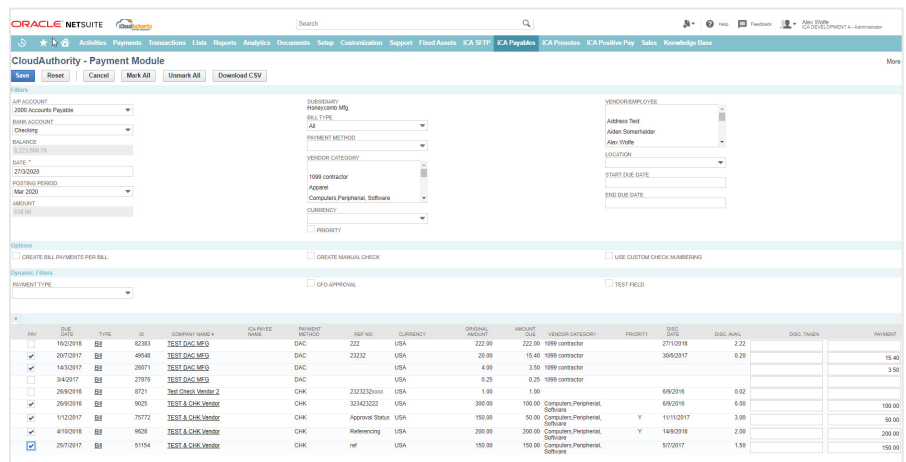 ORACLE NETSUITE CloudAuthority Search Help Feedback Alex Wolfe
iCA DEVELOPMENT A - Administrator
Activities Payments Transactions Lists Reports Analytics Documents Setup Customization Support Fixed Assets iCA SFTP iCA Payables iCA Prenotes iCA Positive Pay Sales Knowledge Base
CloudAuthority - Payment Module More
Save Reset Cancel Mark All Unmark All Download CSV
Filters
A/P ACCOUNT
2000 Accounts Payable
BANK ACCOUNT
Checking
BALANCE
DATE *
27/3/2020
POSTING PERIOD
Mar 2020
AMOUNT
518.90
SUBSIDIARY
Honeycomb Mfg.
BILL TYPE
All
PAYMENT METHOD
VENDOR CATEGORY
1099 contractor
Apparel
Computers,Peripherial, Software
CURRENCY
PRIORITY
VENDOR/EMPLOYEE
Address Test
Aiden Somerhalder
Alex Wolfe
LOCATION
START DUE DATE
END DUE DATE
Options
CREATE BILL PAYMENTS PER BILL CREATE MANUAL CHECK USE CUSTOM CHECK NUMBERING
Dynamic Filters
PAYMENT TYPE CFO APPROVAL TEST FIELD
PAY DUE DATE TYPE ID COMPANY NAME ICA PAYEE NAME PAYMENT METHOD REF NO. CURRENCY ORIGINAL AMOUNT AMOUNT DUE VENDOR CATEGORY PRIORITY DISC. DATE DISC. AVAIL DISC. TAKEN PAYMENT
16/2/2018 Bill 82383 TEST DAC MFG DAC 222 USA 222.00 222.00 1099 contractor 27/1/2018 2.22
20/7/2017 Bill 49548 TEST DAC MFG DAC 23232 USA 20.00 15.40 1099 contractor 30/6/2017 0.20 15.40
14/3/2017 Bill 26071 TEST DAC MFG DAC USA 4.00 3.50 1099 contractor 3.50
3/4/2017 Bill 27976 TEST DAC MFG DAC USA 0.25 0.25 1099 contractor
26/9/2016 Bill 8721 Test Check Vendor 2 CHK 2323232xxxx USA 1.00 1.00 6/9/2016 0.02
26/9/2016 Bill 9025 TEST & CHK Vendor CHK 323423222 USA 300.00 100.00 Computers,Peripherial, Software 6/9/2016 6.00 100.00
1/12/2017 Bill 75772 TEST & CHK Vendor CHK Approval Status USA 150.00 50.00 Computers,Peripherial, Software Y 11/11/2017 3.00 50.00
4/10/2018 Bill 9628 TEST & CHK Vendor CHK Referencing USA 200.00 200.00 Computers,Peripherial, Software Y 14/9/2018 2.00 200.00
25/7/2017 Bill 51154 TEST & CHK Vendor CHK ref USA 150.00 150.00 Computers,Peripherial, Software 5/7/2017 1.50 150.00